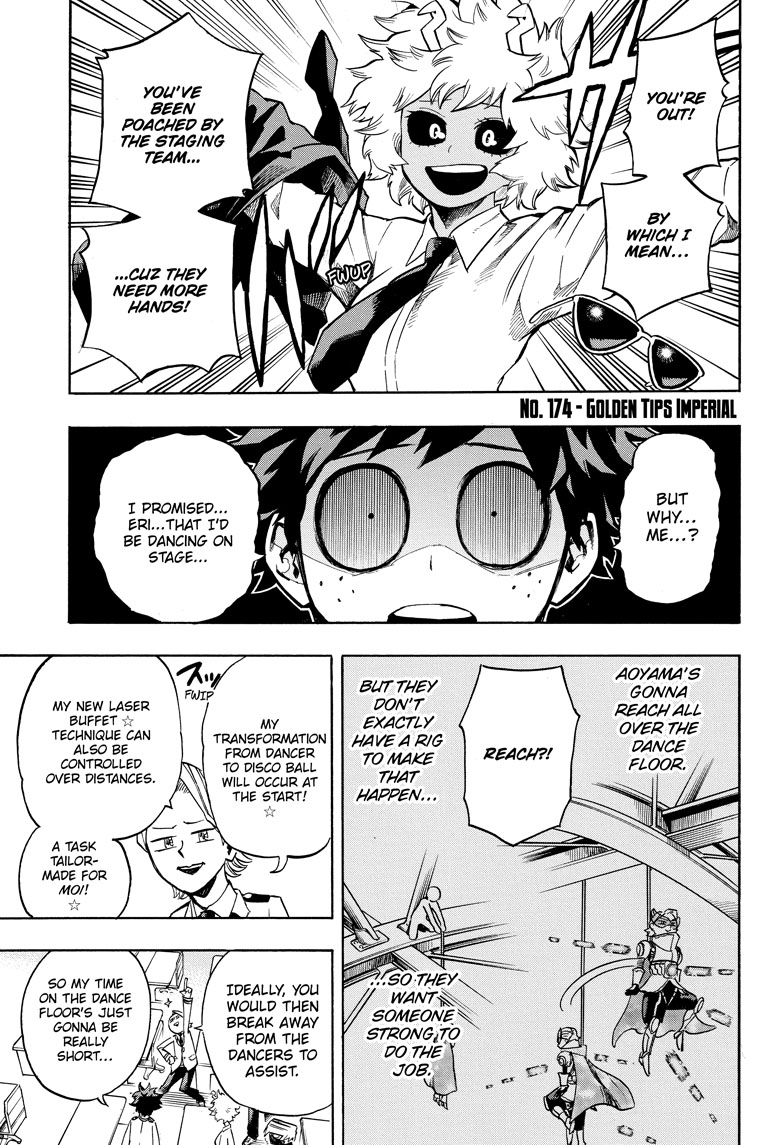 YOU'RE
OUT!
BY
WHICH I
MEAN...
YOU'VE
BEEN
POACHED BY
THE STAGING
TEAM...
...CUZ THEY
NEED MORE
HANDS!
FWUP
No. 174 - Golden Tips Imperial
BUT
WHY...
ME...?
I PROMISED...
ERI...THAT I'D
BE DANCING ON
STAGE...
AOYAMA'S
GONNA
REACH ALL
OVER THE
DANCE
FLOOR.
REACH?!
BUT THEY
DON'T
EXACTLY
HAVE A RIG
TO MAKE
THAT
HAPPEN...
...SO THEY
WANT
SOMEONE
STRONG TO
DO THE
JOB.
スッ
FWIP
MY
TRANSFORMATION
FROM DANCER
TO DISCO BALL
WILL OCCUR AT
THE START!
☆
MY NEW LASER
BUFFET ☆
TECHNIQUE CAN
ALSO BE
CONTROLLED
OVER DISTANCES.
A TASK
TAILOR-
MADE FOR
MOI!
☆
IDEALLY, YOU
WOULD THEN
BREAK AWAY
FROM THE
DANCERS TO
ASSIST.
SO MY TIME
ON THE DANCE
FLOOR'S JUST
GONNA BE
REALLY
SHORT...